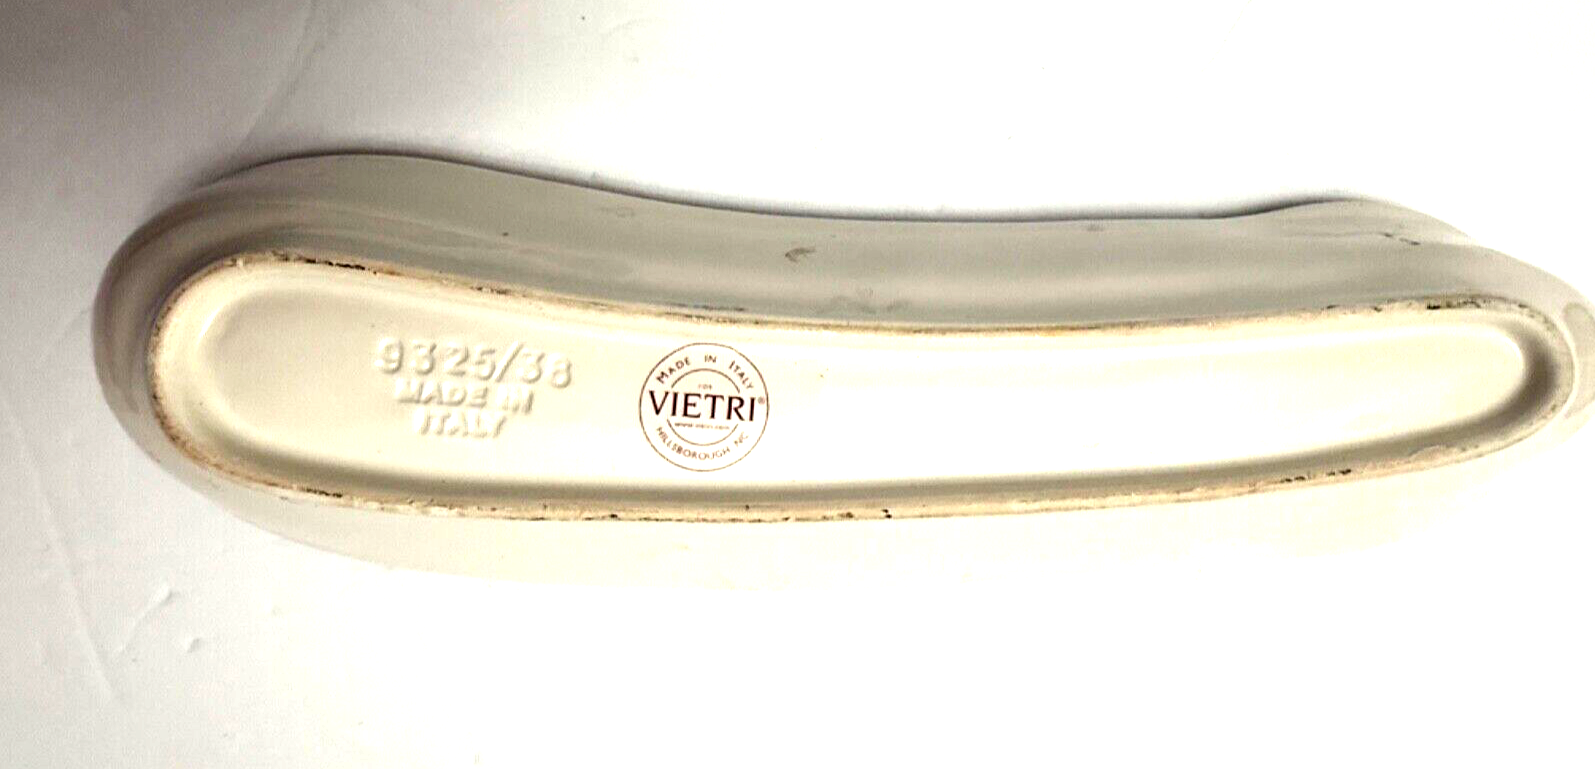 9325/38
MADE IN
ITALY
MADE IN ITALY
FOR
VIETRI®
HILLSBOROUGH NC